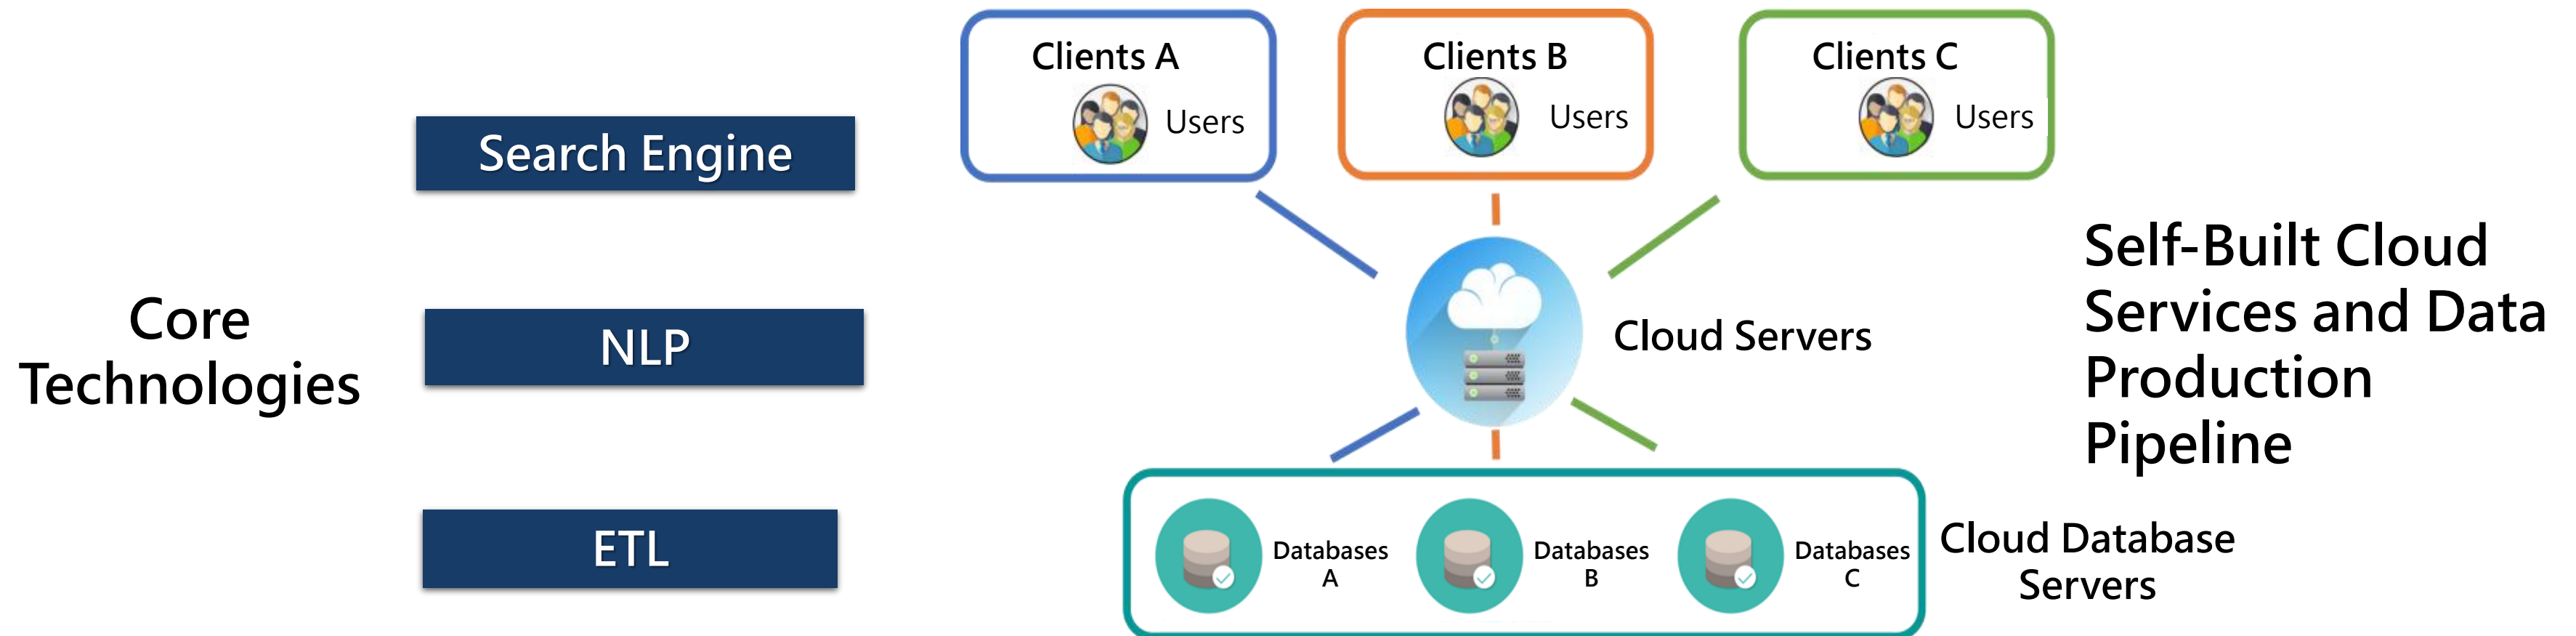 Core
Technologies
Search Engine
NLP
ETL
Clients A
Users
Clients B
Users
Clients C
Users
Cloud Servers
Databases
A
Databases
B
Databases
C
Cloud Database
Servers
Self-Built Cloud
Services and Data
Production
Pipeline